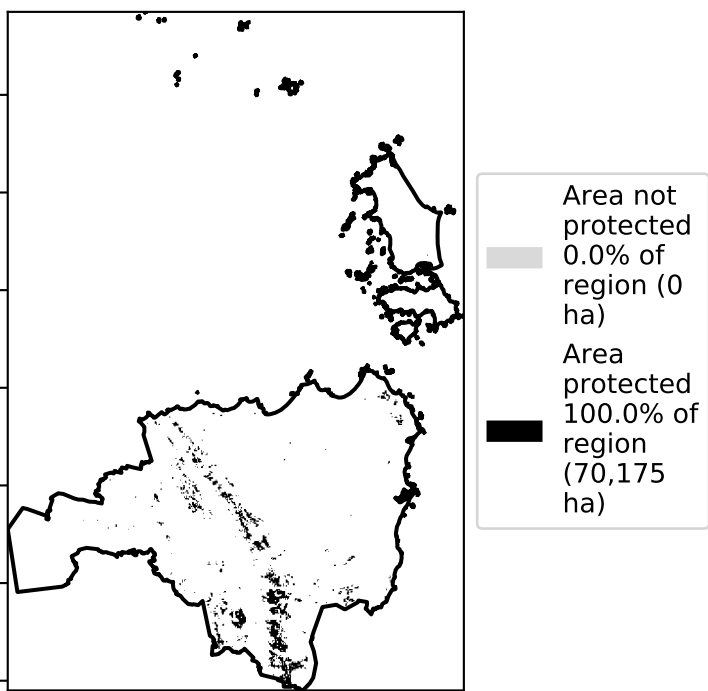 Area not
protected
0.0% of
region (0
ha)
Area
protected
100.0% of
region
(70,175
ha)